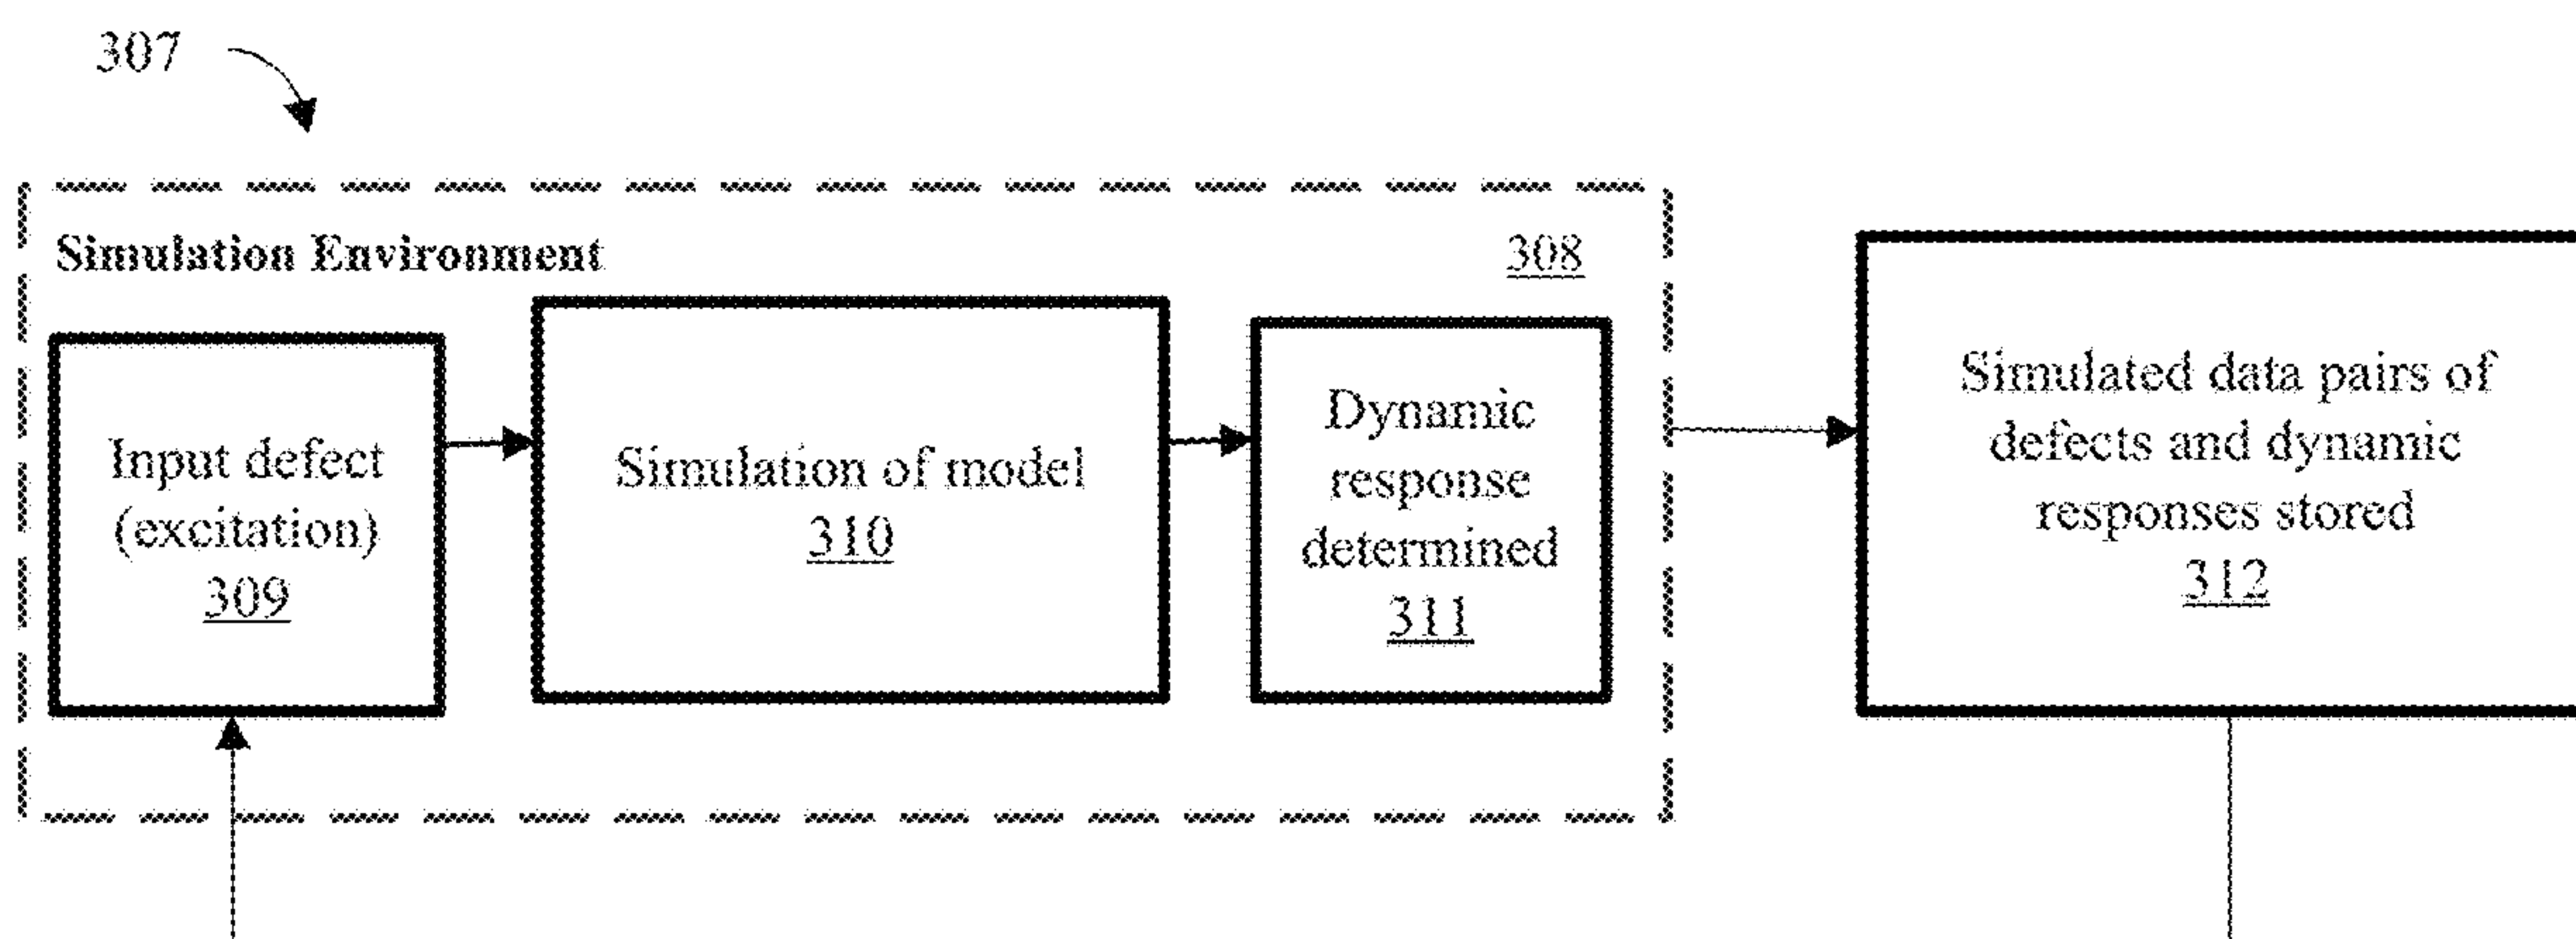 307
Simulation Environment
308
Input defect
(excitation)
309
Simulation of model
310
Dynamic
response
determined
311
Simulated data pairs of
defects and dynamic
responses stored
312